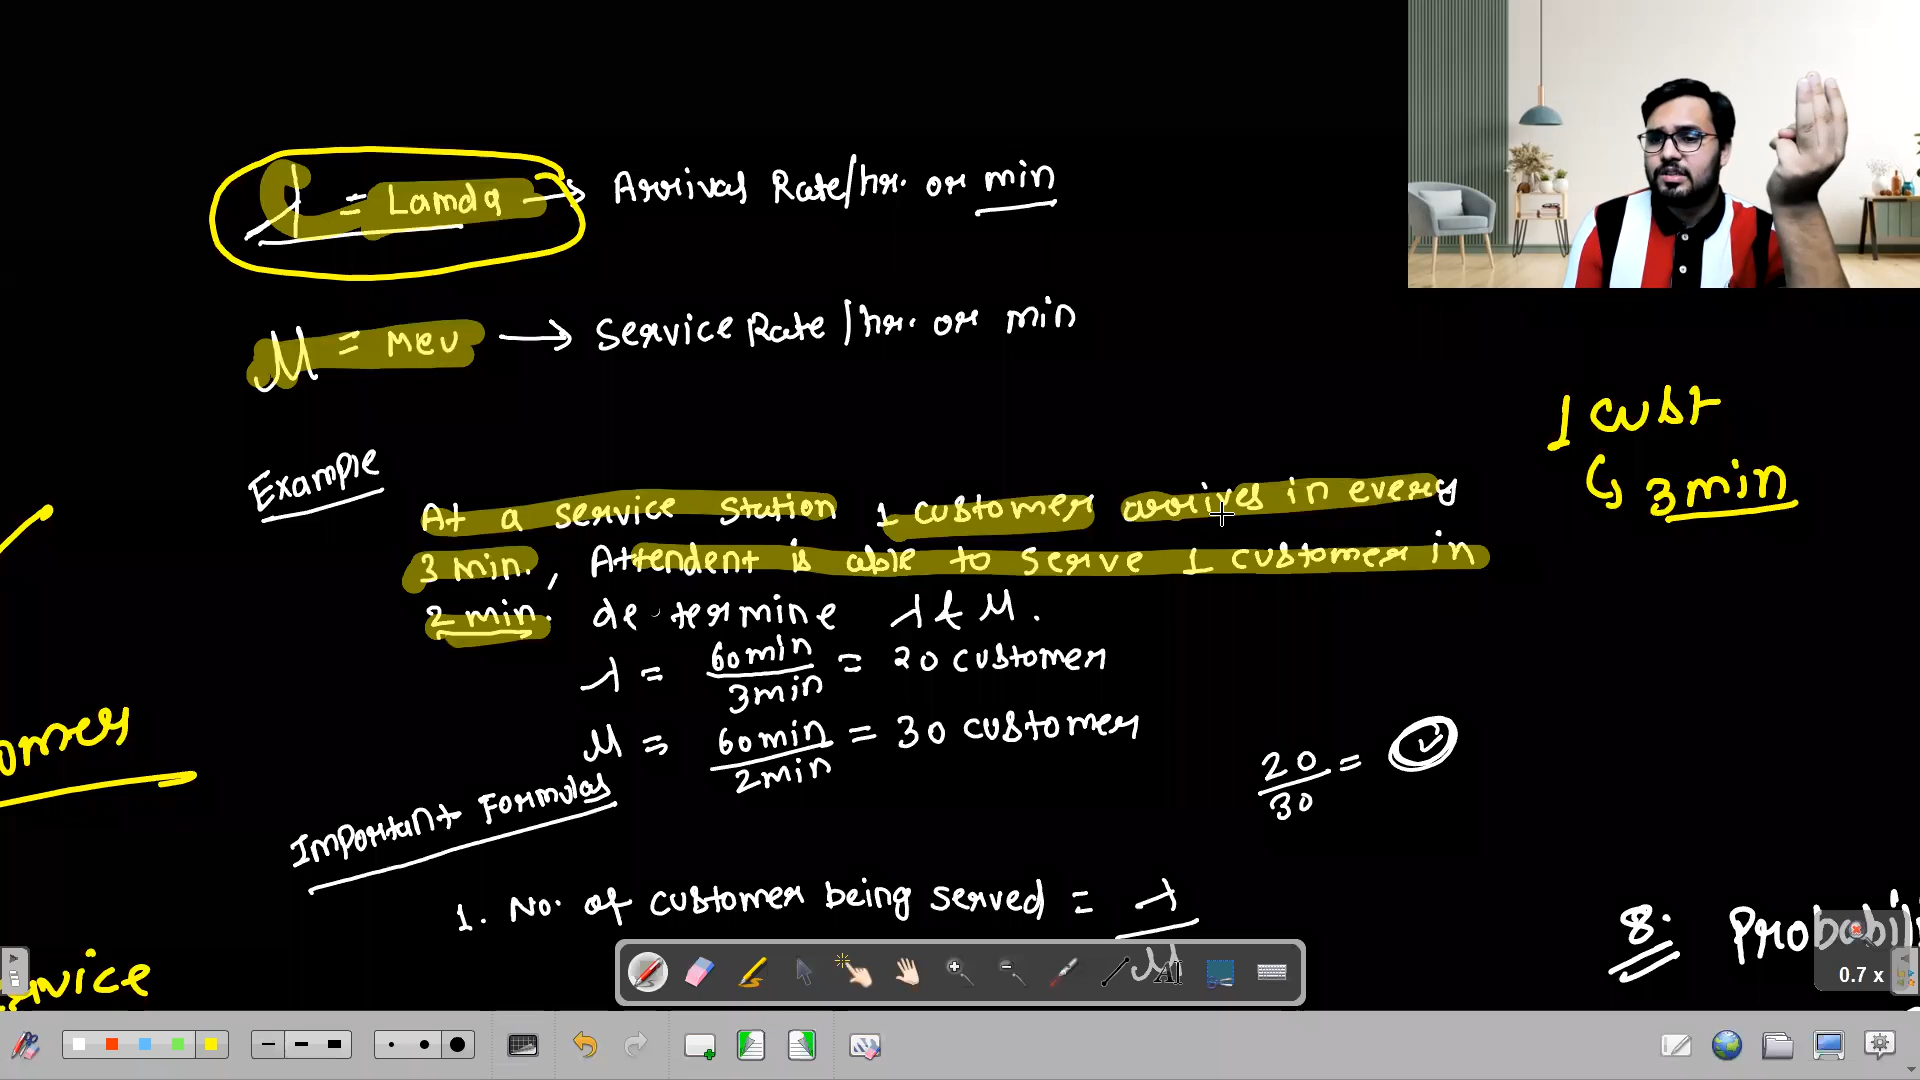 λ = Lamda → Arrival Rate/hr. or min
M = Meu → Service Rate/hr. or min
1 cust
↳ 3 min
Example
At a service station 1 customer arrives in every
3 min., Attendent is able to serve 1 customer in
2 min. determine λ & M.
λ = 60 min / 3 min = 20 customer
M = 60 min / 2 min = 30 customer
omer
20 / 30 =
Important Formulas
1. No. of customer being served = λ / M
8. Probabili
ervice
0.7 x